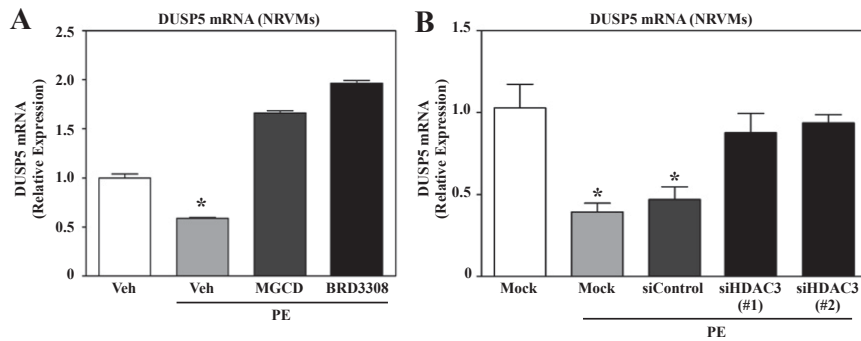 A
DUSP5 mRNA (NRVMs)
DUSP5 mRNA
(Relative Expression)
2.5
2.0
1.5
1.0
0.5
0
*
Veh
Veh
MGCD
BRD3308
PE
B
DUSP5 mRNA (NRVMs)
DUSP5 mRNA
(Relative Expression)
1.5
1.0
0.5
0
*
*
Mock
Mock
siControl
siHDAC3
(#1)
siHDAC3
(#2)
PE